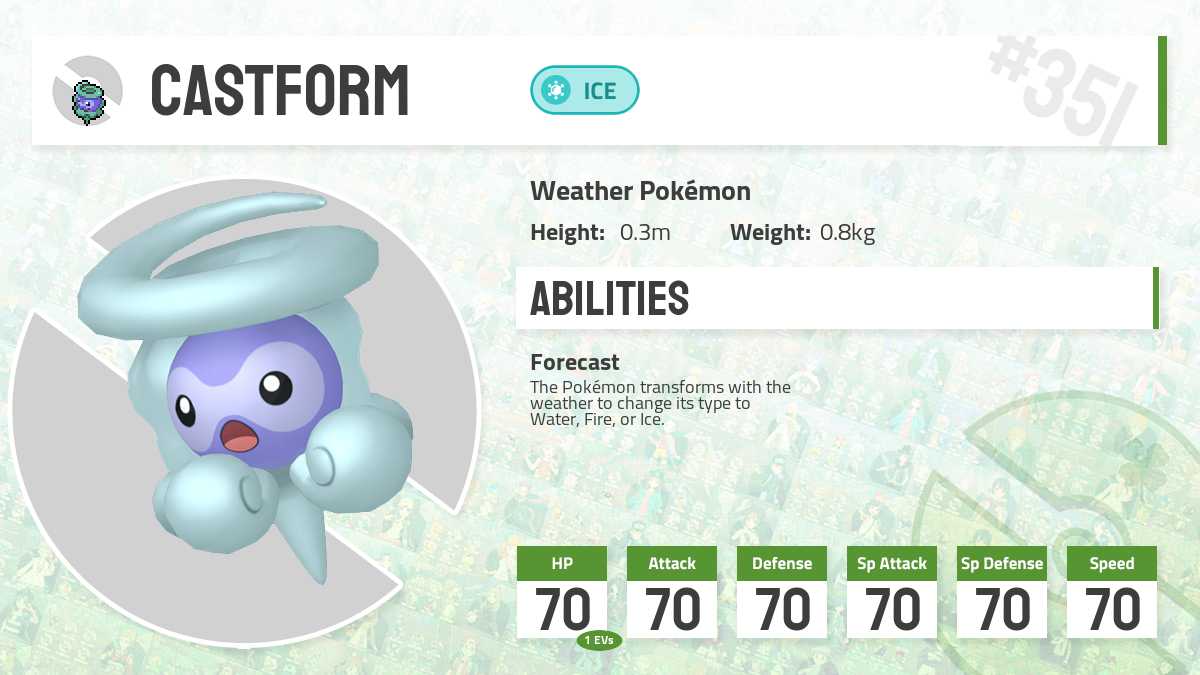 CASTFORM
ICE
#351
Weather Pokémon
Height: 0.3m Weight: 0.8kg
ABILITIES
Forecast
The Pokémon transforms with the
weather to change its type to
Water, Fire, or Ice.
HP Attack Defense Sp Attack Sp Defense Speed
70 70 70 70 70 70
1 EVs